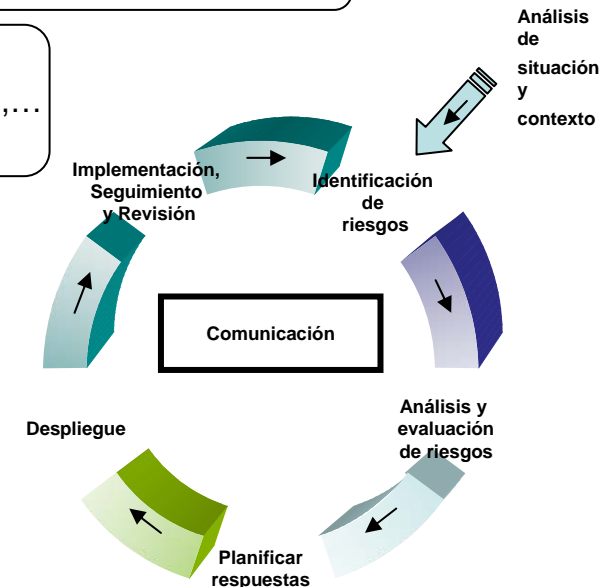 Análisis
de
situación
y
contexto
,...
Implementación,
Seguimiento
y Revisión
Identificación
de
riesgos
Comunicación
Análisis y
evaluación
de riesgos
Despliegue
Planificar
respuestas